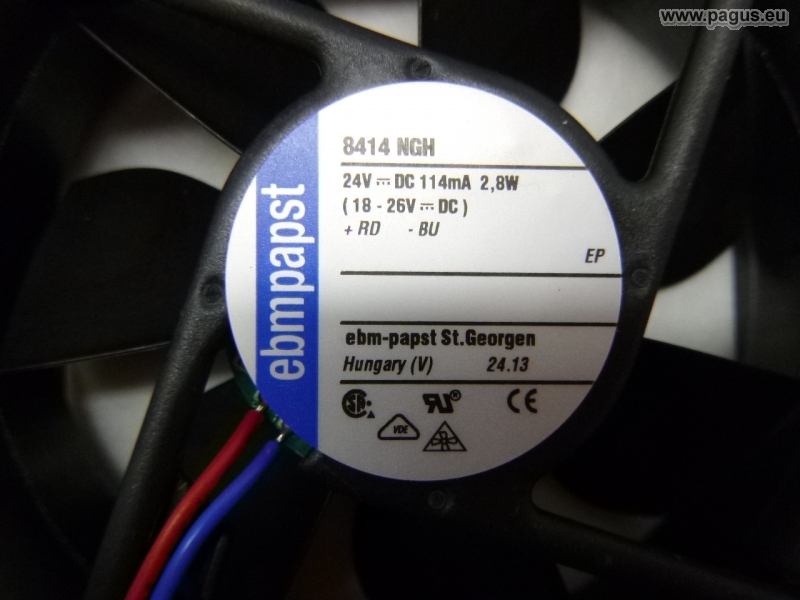 www.pagus.eu
ebmpapst
8414 NGH
24V ⎓ DC 114mA 2,8W
( 18 - 26V ⎓ DC )
+ RD - BU
EP
ebm-papst St.Georgen
Hungary (V) 24.13
VDE
CE